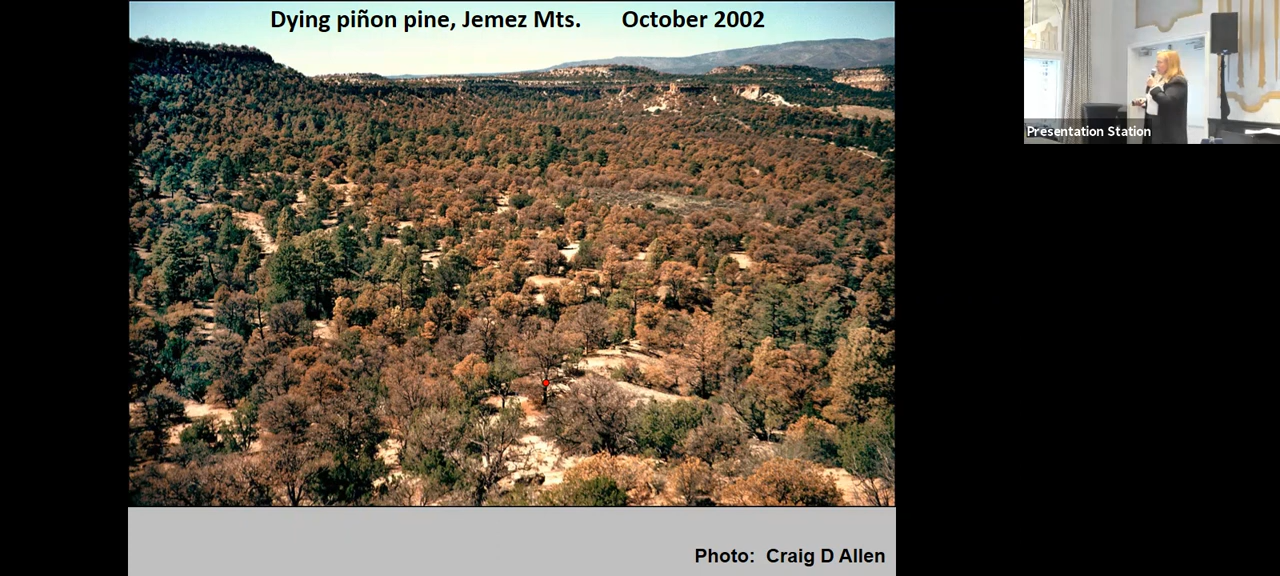 Dying piñon pine, Jemez Mts. October 2002
Presentation Station
Photo: Craig D Allen